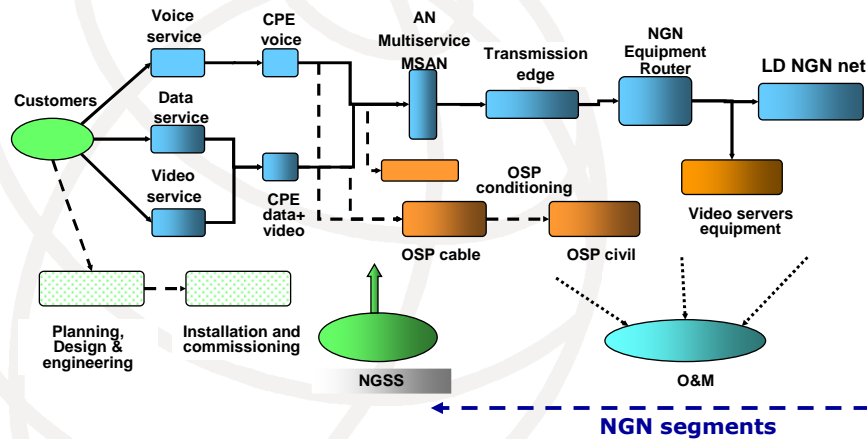 Voice
service
CPE
voice
AN
Multiservice
MSAN
Transmission
edge
NGN
Equipment
Router
LD NGN net
Customers
Data
service
Video
service
CPE
data+
video
OSP
conditioning
OSP cable
OSP civil
Video servers
equipment
Planning,
Design &
engineering
Installation and
commissioning
NGSS
O&M
NGN segments